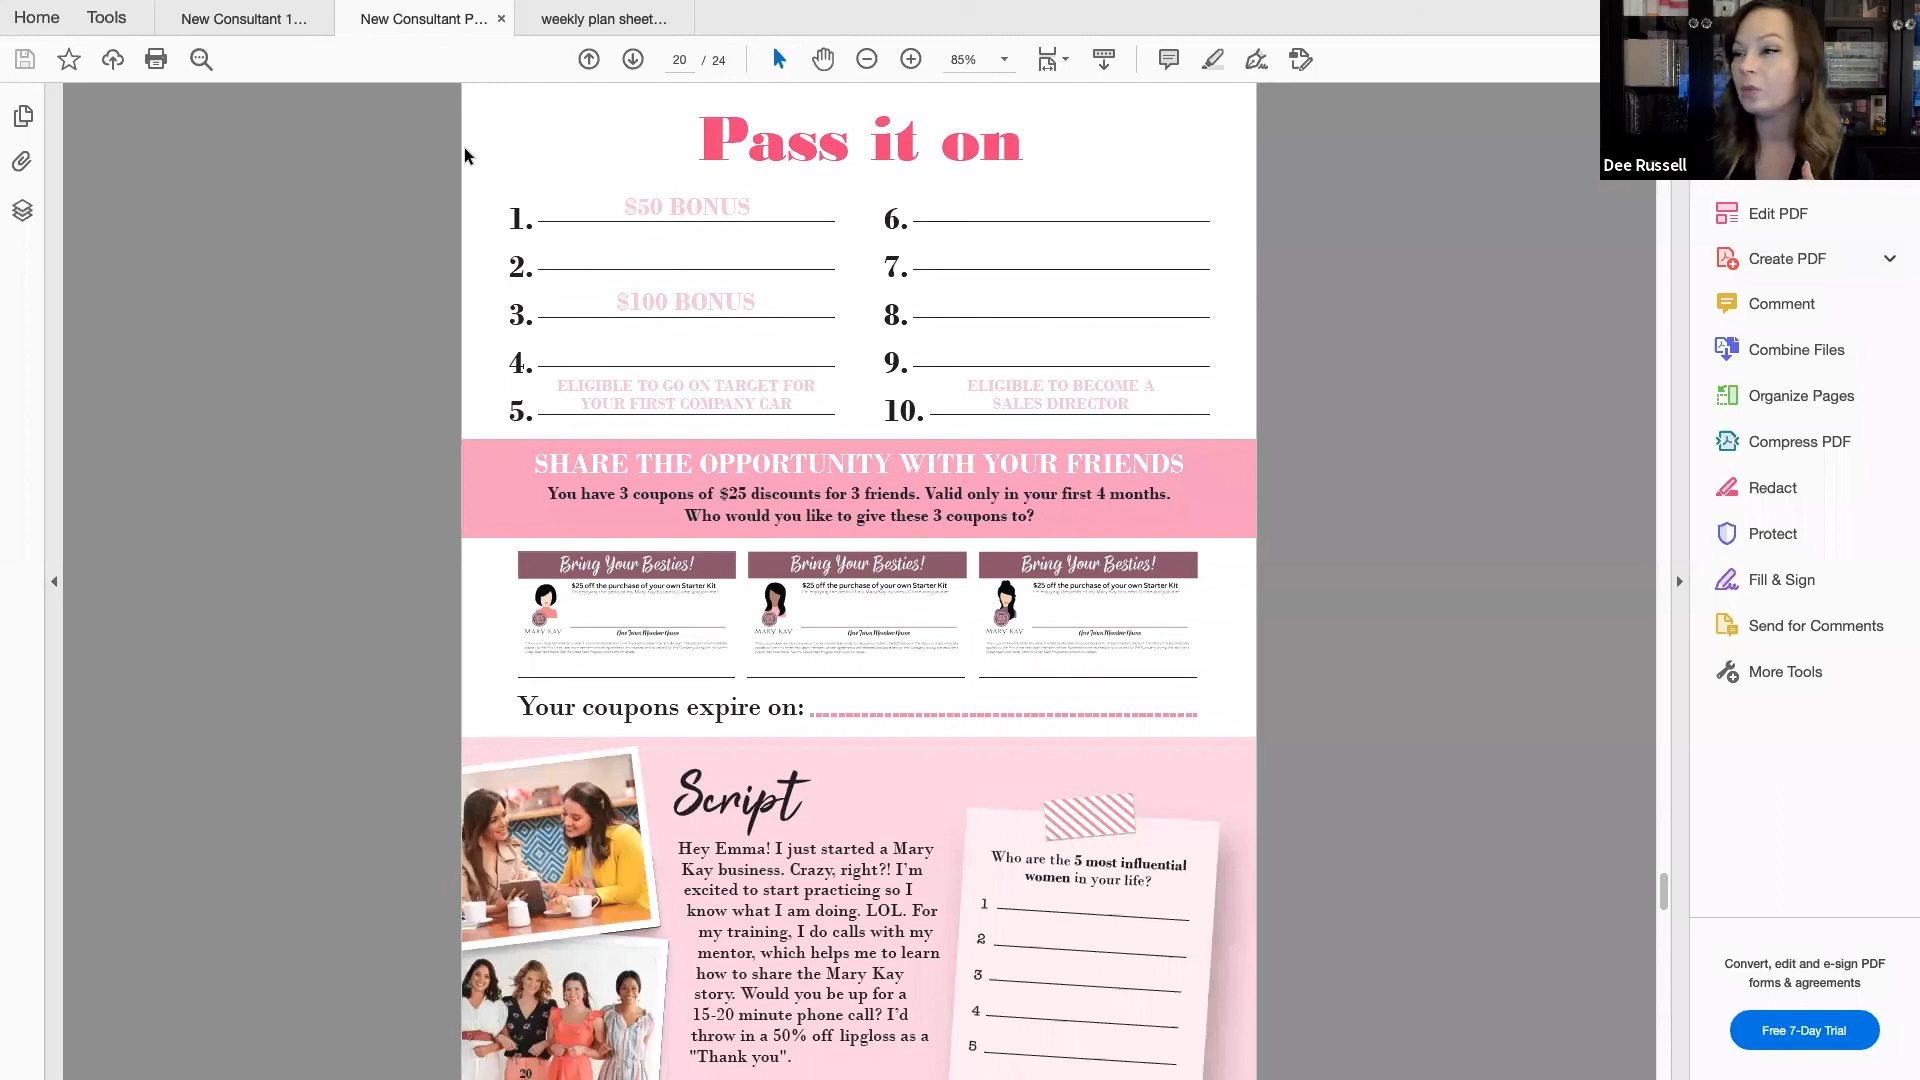 Home
Tools
New Consultant 1...
New Consultant P...
weekly plan sheet...
20 / 24
85%
Dee Russell
Pass it on
1. $50 BONUS
2.
3. $100 BONUS
4.
5. ELIGIBLE TO GO ON TARGET FOR
YOUR FIRST COMPANY CAR
6.
7.
8.
9.
10. ELIGIBLE TO BECOME A
SALES DIRECTOR
SHARE THE OPPORTUNITY WITH YOUR FRIENDS
You have 3 coupons of $25 discounts for 3 friends. Valid only in your first 4 months.
Who would you like to give these 3 coupons to?
Bring Your Besties!
$25 off the purchase of your own Starter Kit
MARY KAY
Bring Your Besties!
$25 off the purchase of your own Starter Kit
MARY KAY
Bring Your Besties!
$25 off the purchase of your own Starter Kit
MARY KAY
Your coupons expire on:
Script
Hey Emma! I just started a Mary
Kay business. Crazy, right?! I'm
excited to start practicing so I
know what I am doing. LOL. For
my training, I do calls with my
mentor, which helps me to learn
how to share the Mary Kay
story. Would you be up for a
15-20 minute phone call? I'd
throw in a 50% off lipgloss as a
"Thank you".
Who are the 5 most influential
women in your life?
1
2
3
4
5
20
Edit PDF
Create PDF
Comment
Combine Files
Organize Pages
Compress PDF
Redact
Protect
Fill & Sign
Send for Comments
More Tools
Convert, edit and e-sign PDF
forms & agreements
Free 7-Day Trial